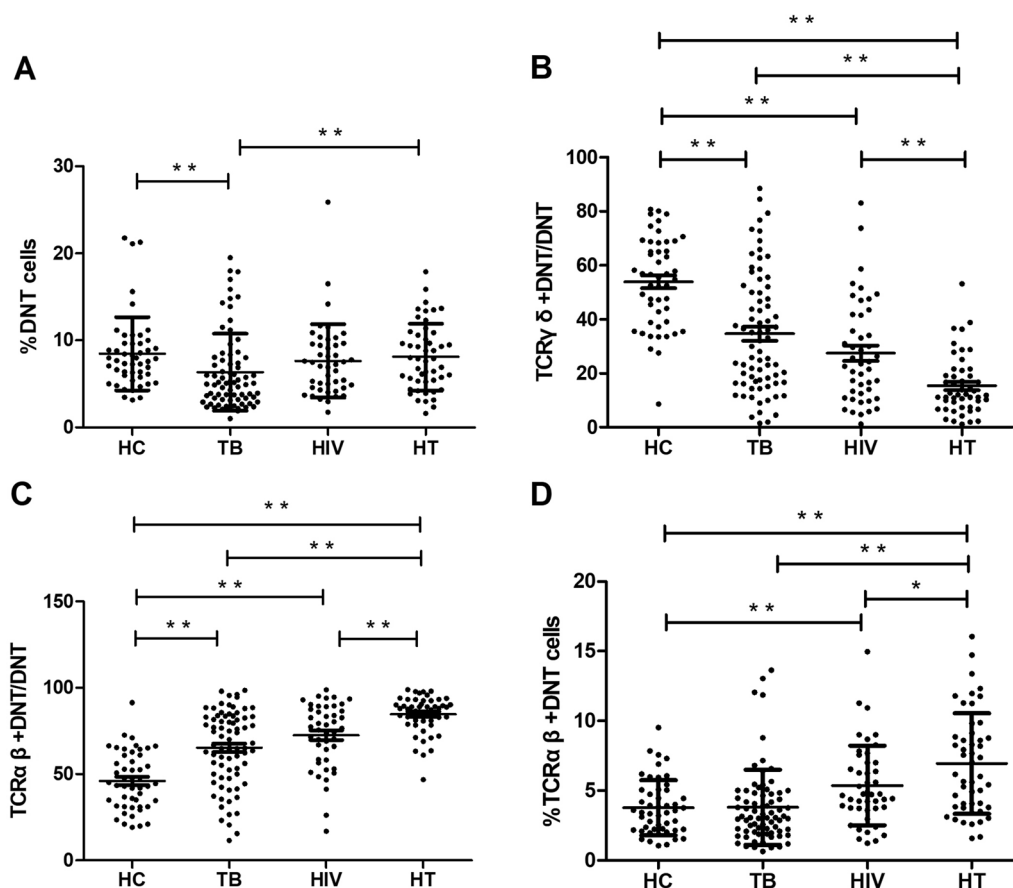 A
* *
* *
30
20
10
0
%DNT cells
HC TB HIV HT
B
* *
* *
* *
* *
* *
100
80
60
40
20
0
TCRγ δ +DNT/DNT
HC TB HIV HT
C
* *
* *
* *
* *
* *
150
100
50
0
TCRα β +DNT/DNT
HC TB HIV HT
D
* *
* *
*
* *
20
15
10
5
0
%TCRα β +DNT cells
HC TB HIV HT